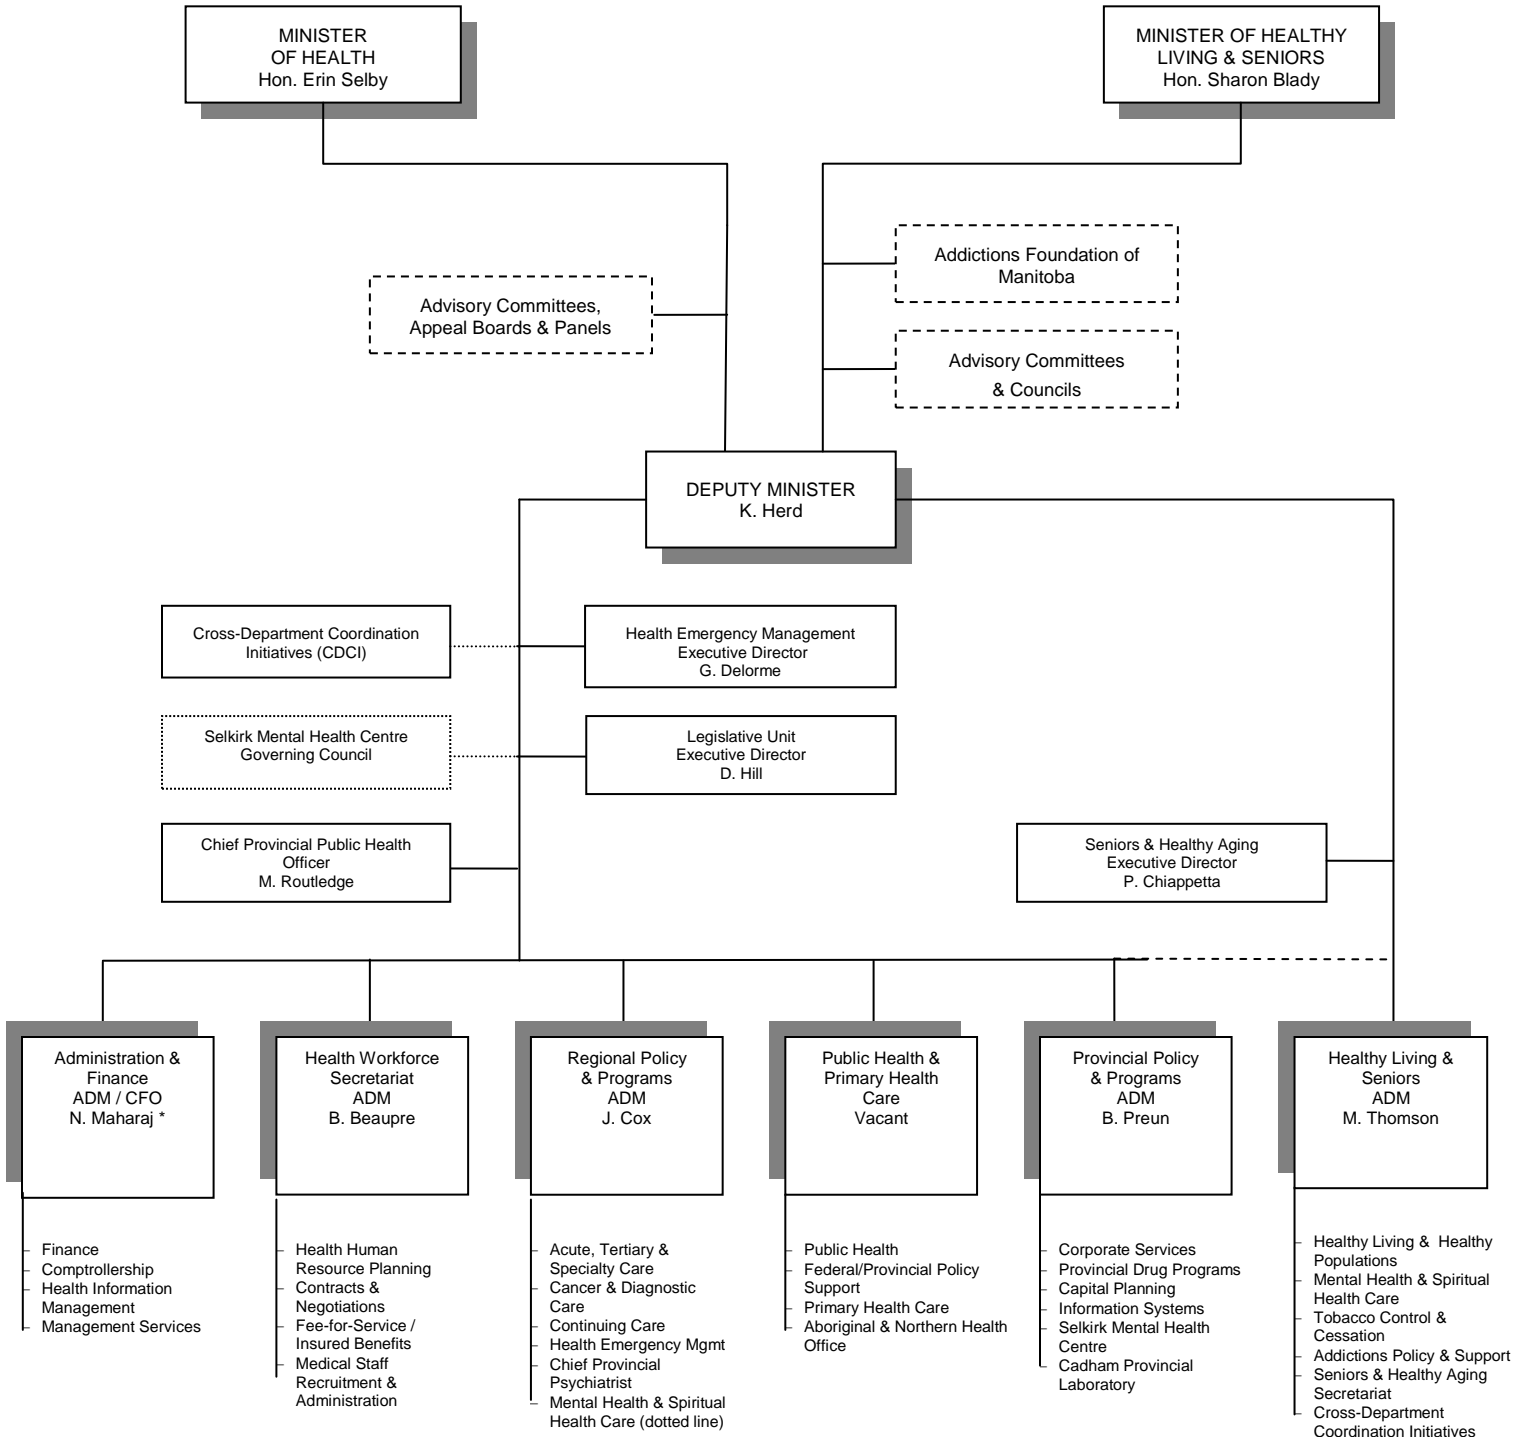 MINISTER
OF HEALTH
Hon. Erin Selby
MINISTER OF HEALTHY
LIVING & SENIORS
Hon. Sharon Blady
Addictions Foundation of
Manitoba
Advisory Committees,
Appeal Boards & Panels
Advisory Committees
& Councils
DEPUTY MINISTER
K. Herd
Cross-Department Coordination
Initiatives (CDCI)
Health Emergency Management
Executive Director
G. Delorme
Selkirk Mental Health Centre
Governing Council
Legislative Unit
Executive Director
D. Hill
Chief Provincial Public Health
Officer
M. Routledge
Seniors & Healthy Aging
Executive Director
P. Chiappetta
Administration &
Finance
ADM / CFO
N. Maharaj *
Health Workforce
Secretariat
ADM
B. Beaupre
Regional Policy
& Programs
ADM
J. Cox
Public Health &
Primary Health
Care
Vacant
Provincial Policy
& Programs
ADM
B. Preun
Healthy Living &
Seniors
ADM
M. Thomson
– Finance
– Comptrollership
– Health Information
Management
– Management Services
– Health Human
Resource Planning
– Contracts &
Negotiations
– Fee-for-Service /
Insured Benefits
– Medical Staff
Recruitment &
Administration
– Acute, Tertiary &
Specialty Care
– Cancer & Diagnostic
Care
– Continuing Care
– Health Emergency Mgmt
– Chief Provincial
Psychiatrist
– Mental Health & Spiritual
Health Care (dotted line)
– Public Health
– Federal/Provincial Policy
Support
– Primary Health Care
– Aboriginal & Northern Health
Office
– Corporate Services
– Provincial Drug Programs
– Capital Planning
– Information Systems
– Selkirk Mental Health
Centre
– Cadham Provincial
Laboratory
– Healthy Living & Healthy
Populations
– Mental Health & Spiritual
Health Care
– Tobacco Control &
Cessation
– Addictions Policy & Support
– Seniors & Healthy Aging
Secretariat
– Cross-Department
Coordination Initiatives